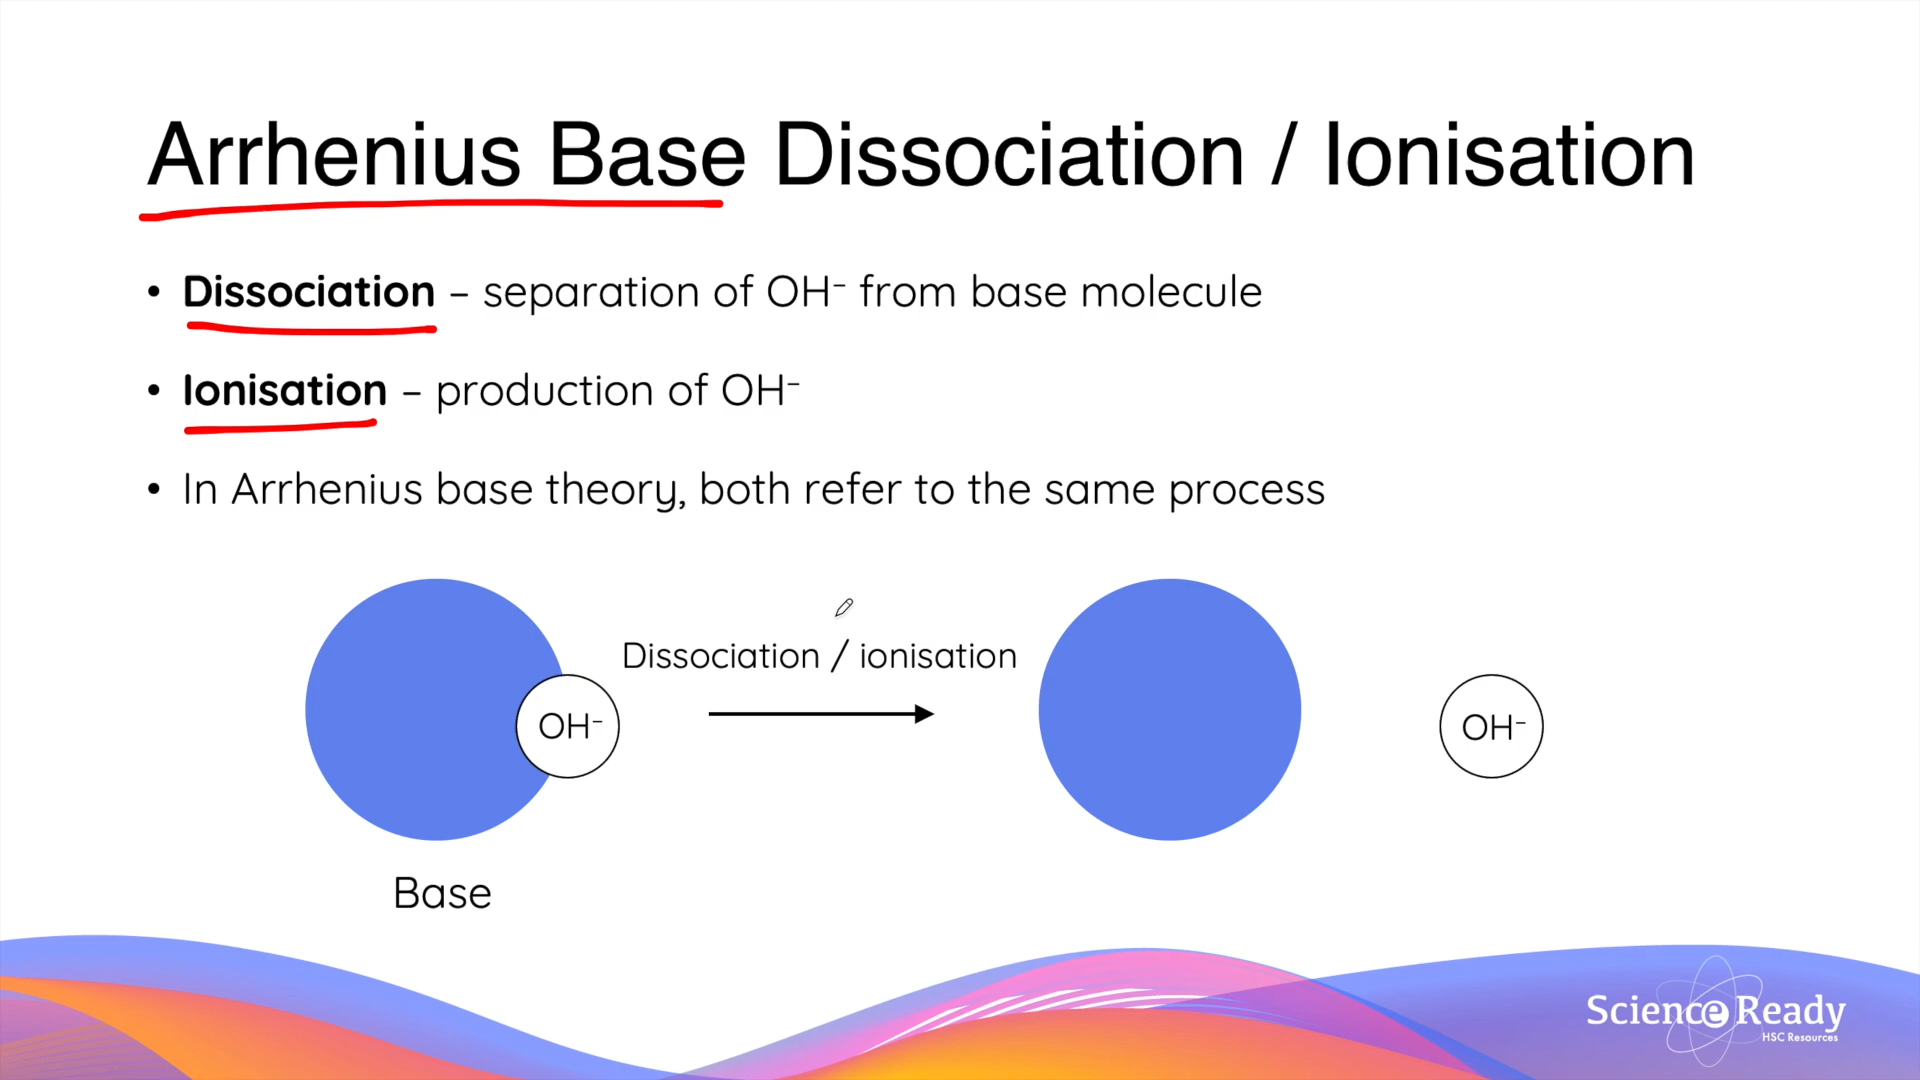 Arrhenius Base Dissociation / Ionisation
• Dissociation – separation of OH⁻ from base molecule
• Ionisation – production of OH⁻
• In Arrhenius base theory, both refer to the same process
Dissociation / ionisation
OH⁻
OH⁻
Base
Science Ready
HSC Resources